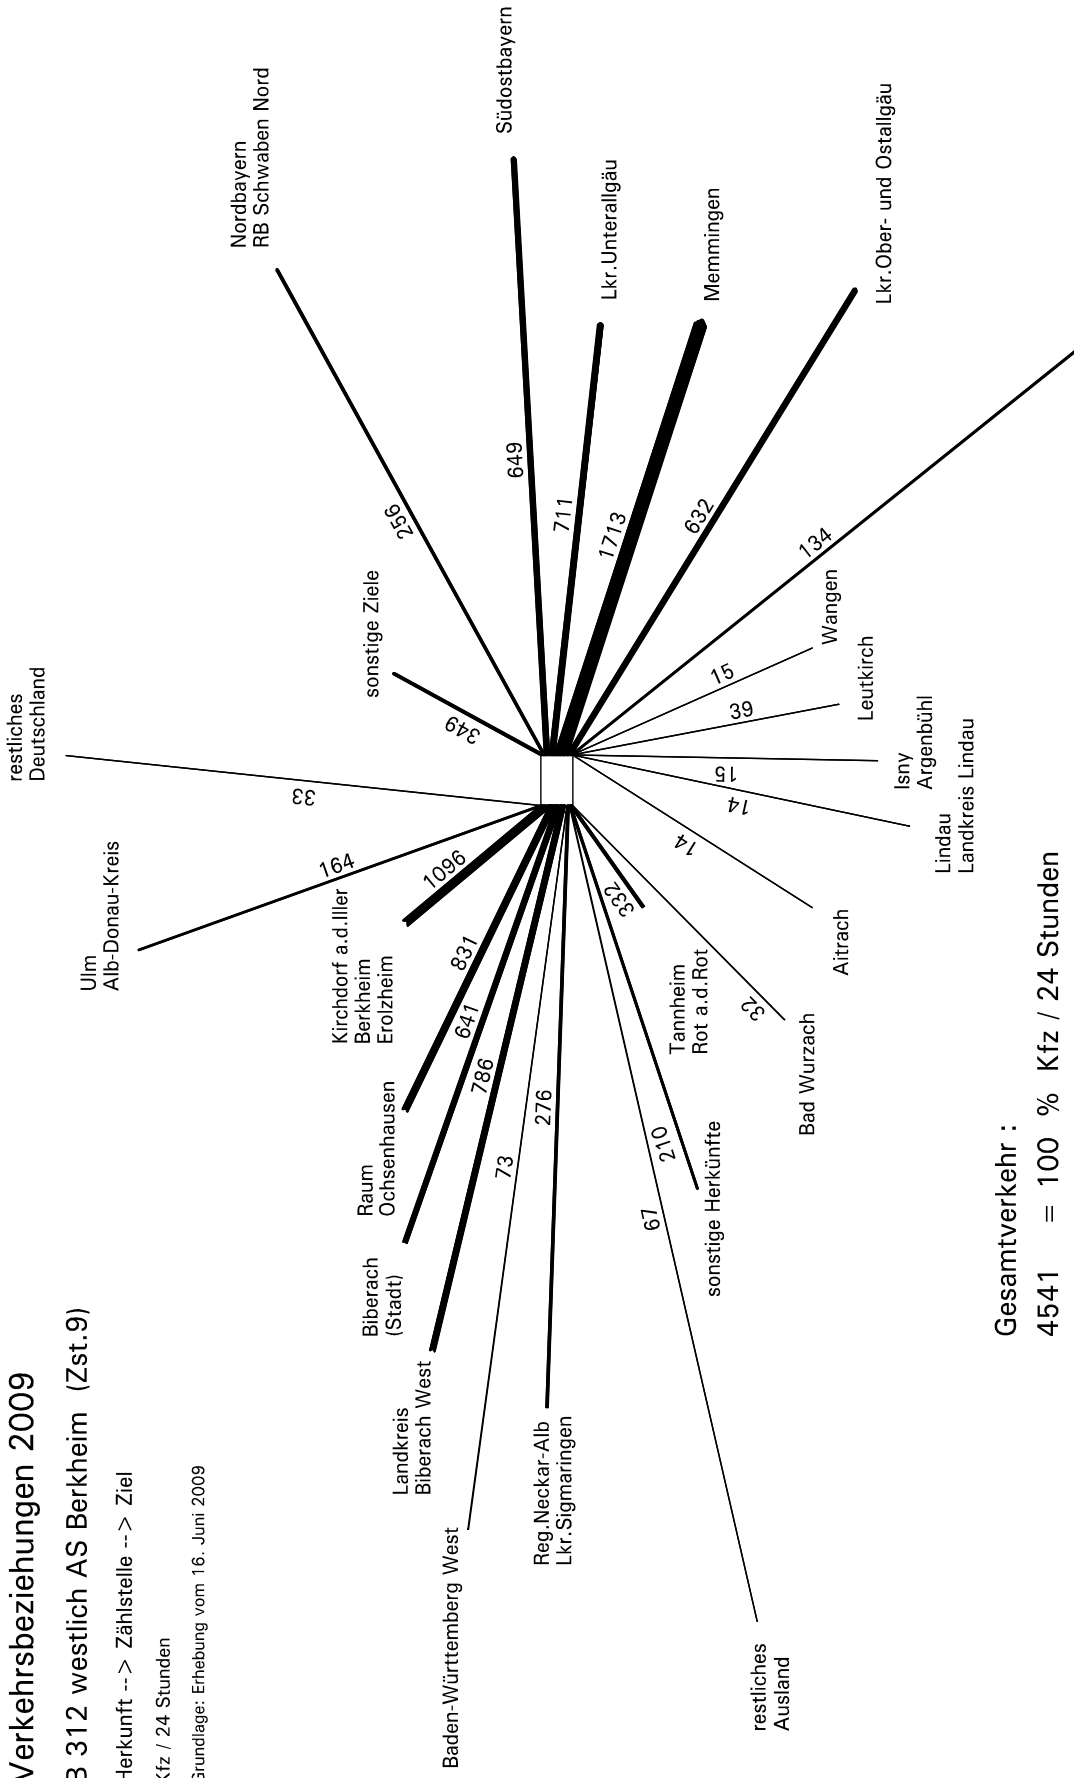 Verkehrsbeziehungen 2009
B 312 westlich AS Berkheim (Zst.9)
Herkunft --> Zählstelle --> Ziel
Kfz / 24 Stunden
Grundlage: Erhebung vom 16. Juni 2009
restliches
Deutschland
33
Ulm
Alb-Donau-Kreis
164
Nordbayern
RB Schwaben Nord
256
sonstige Ziele
349
Südostbayern
649
Lkr.Unterallgäu
711
Memmingen
1713
Lkr.Ober- und Ostallgäu
632
134
Wangen
15
Leutkirch
39
Isny
Argenbühl
15
Lindau
Landkreis Lindau
14
Aitrach
14
Kirchdorf a.d.Iller
Berkheim
Erolzheim
1096
Raum
Ochsenhausen
831
Biberach
(Stadt)
641
Landkreis
Biberach West
786
Baden-Württemberg West
73
Reg.Neckar-Alb
Lkr.Sigmaringen
276
Tannheim
Rot a.d.Rot
332
Bad Wurzach
32
sonstige Herkünfte
210
restliches
Ausland
67
Gesamtverkehr :
4541 = 100 % Kfz / 24 Stunden